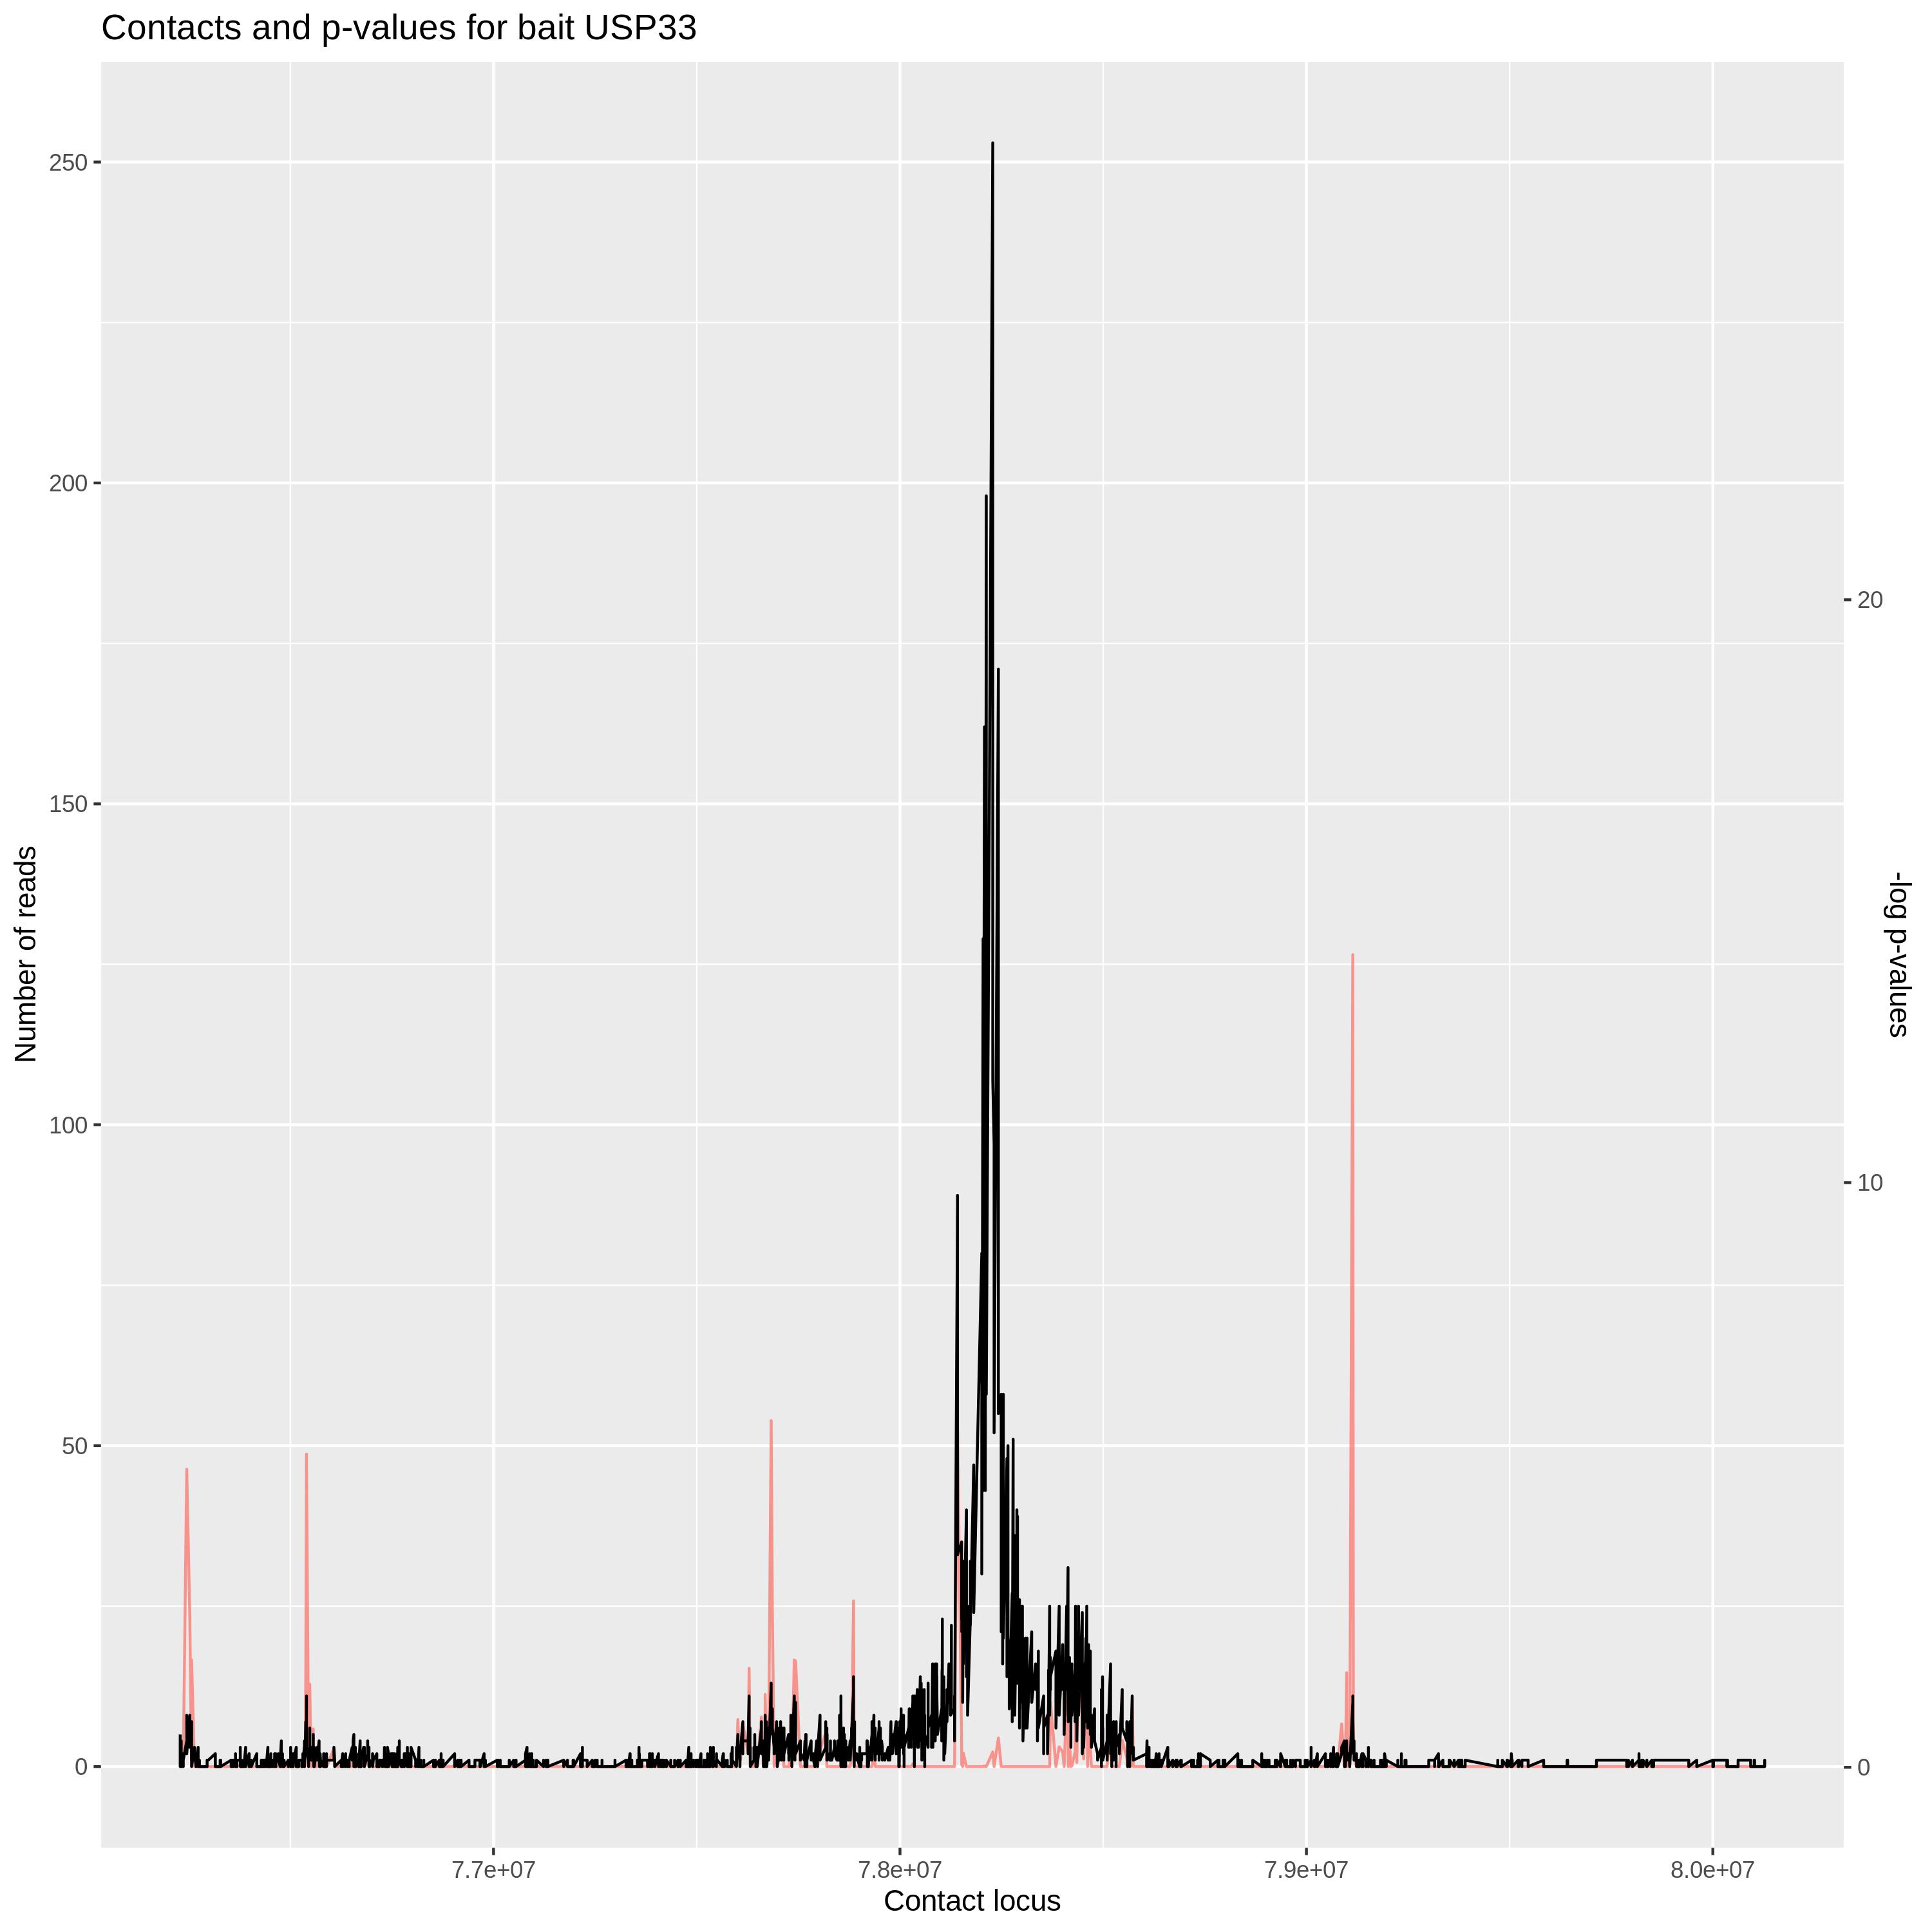 Contacts and p-values for bait USP33
250
200
150
100
50
0
Number of reads
20
10
0
-log p-values
7.7e+07 7.8e+07 7.9e+07 8.0e+07
Contact locus